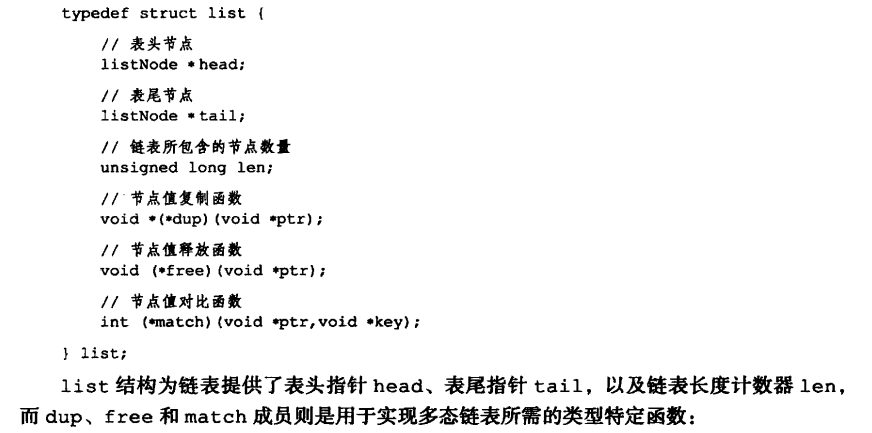 typedef struct list {
// 表头节点
listNode *head;
// 表尾节点
listNode *tail;
// 链表所包含的节点数量
unsigned long len;
// 节点值复制函数
void *(*dup)(void *ptr);
// 节点值释放函数
void (*free)(void *ptr);
// 节点值对比函数
int (*match)(void *ptr,void *key);
} list;
list 结构为链表提供了表头指针 head、表尾指针 tail，以及链表长度计数器 len，
而 dup、free 和 match 成员则是用于实现多态链表所需的类型特定函数：